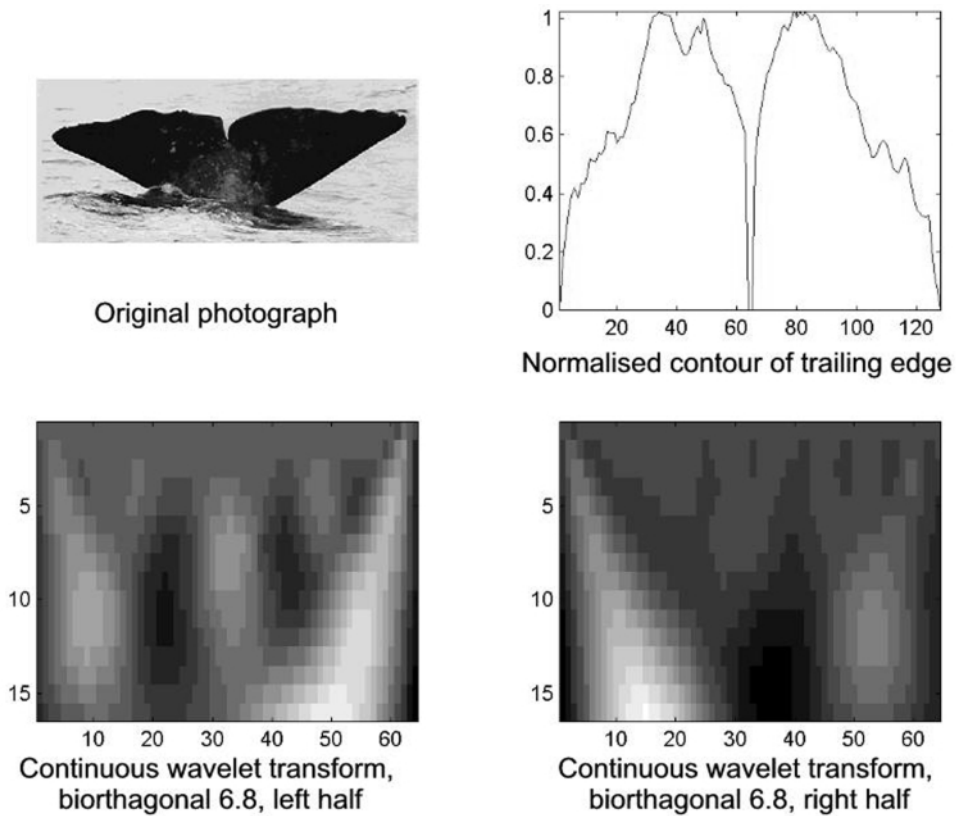 Original photograph
1
0.8
0.6
0.4
0.2
0
20 40 60 80 100 120
Normalised contour of trailing edge
5
10
15
10 20 30 40 50 60
Continuous wavelet transform,
biorthagonal 6.8, left half
5
10
15
10 20 30 40 50 60
Continuous wavelet transform,
biorthagonal 6.8, right half